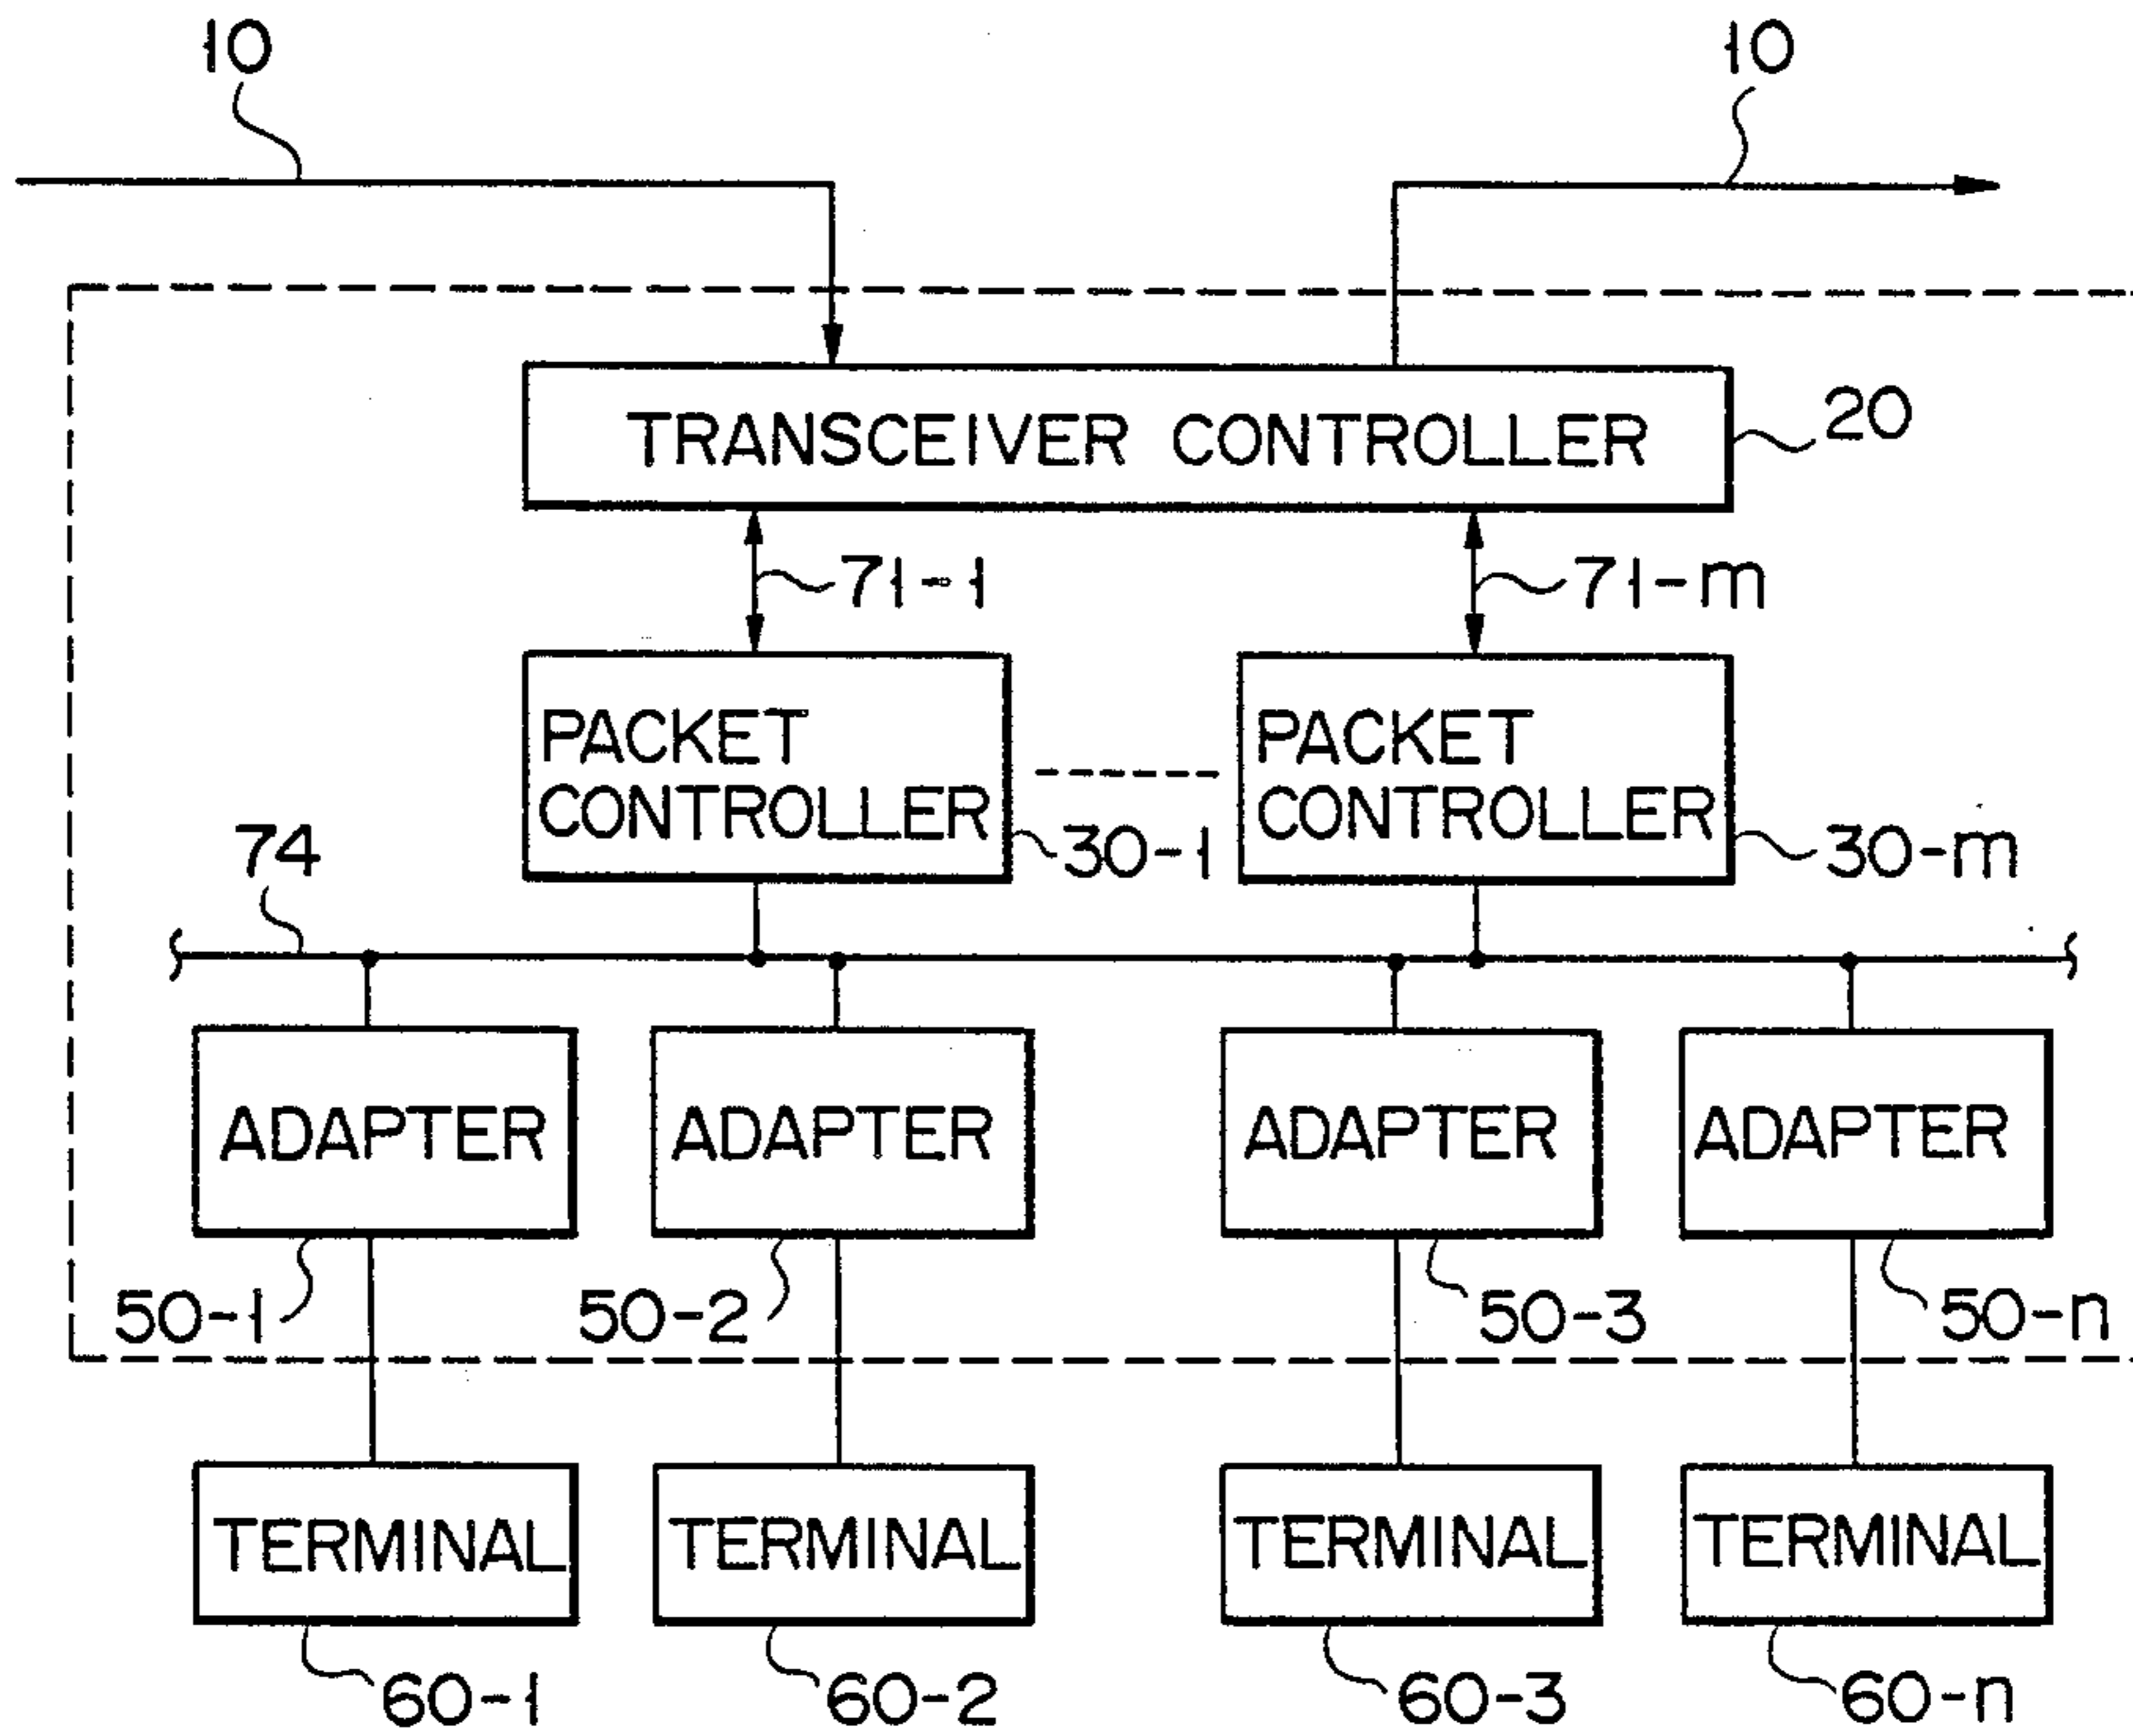 10
10
TRANSCEIVER CONTROLLER
20
71-1
71-m
PACKET
CONTROLLER
30-1
PACKET
CONTROLLER
30-m
74
ADAPTER
ADAPTER
ADAPTER
ADAPTER
50-1
50-2
50-3
50-n
TERMINAL
TERMINAL
TERMINAL
TERMINAL
60-1
60-2
60-3
60-n